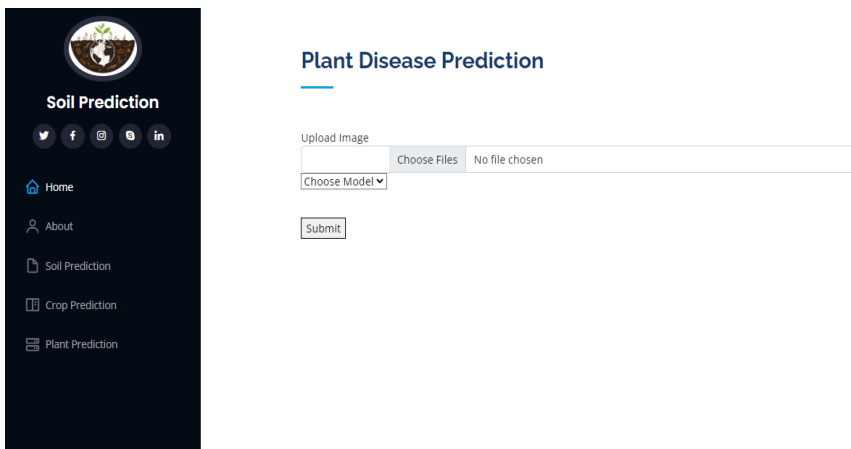 Soil Prediction
Home
About
Soil Prediction
Crop Prediction
Plant Prediction
Plant Disease Prediction
Upload Image
Choose Files No file chosen
Choose Model
Submit